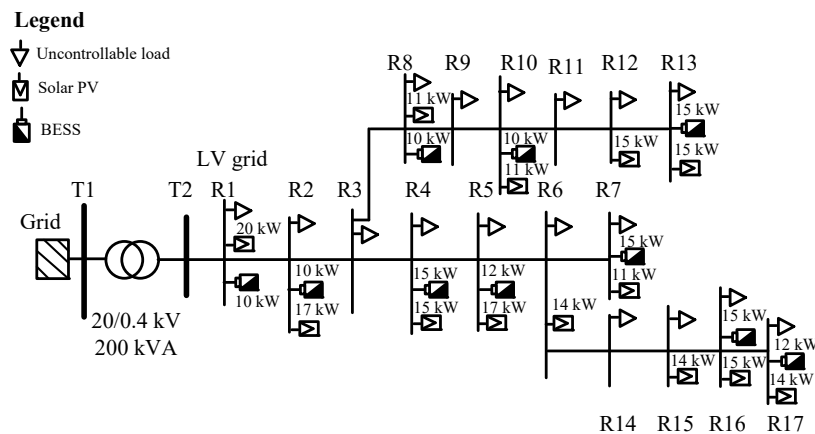 Legend
Uncontrollable load
Solar PV
BESS
R8 R9 R10 R11 R12 R13
11 kW
10 kW
10 kW
11 kW
15 kW
15 kW
15 kW
LV grid
T1 T2 R1 R2 R3 R4 R5 R6 R7
Grid
20 kW
10 kW
10 kW
17 kW
15 kW
15 kW
12 kW
17 kW
14 kW
15 kW
11 kW
20/0.4 kV
200 kVA
14 kW
15 kW
15 kW
12 kW
14 kW
R14 R15 R16 R17